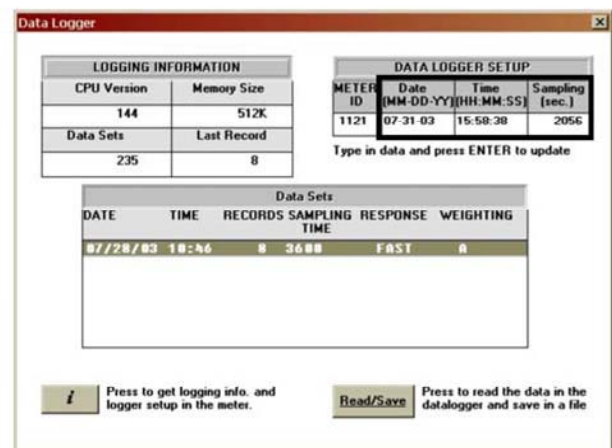 Data Logger
LOGGING INFORMATION
CPU Version Memory Size
144 512K
Data Sets Last Record
235 8
DATA LOGGER SETUP
METER ID Date (MM-DD-YY) Time (HH:MM:SS) Sampling (sec.)
1121 07-31-03 15:58:38 2056
Type in data and press ENTER to update
Data Sets
DATE TIME RECORDS SAMPLING TIME RESPONSE WEIGHTING
07/28/03 10:46 8 3600 FAST A
i
Press to get logging info. and
logger setup in the meter.
Read/Save
Press to read the data in the
datalogger and save in a file